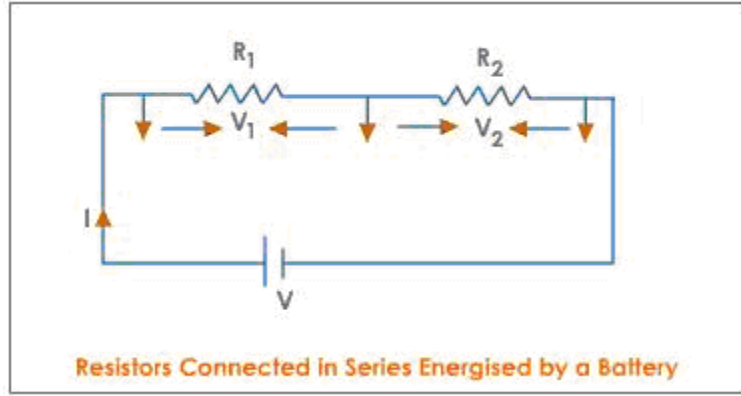 R1
R2
V1
V2
I
V
Resistors Connected in Series Energised by a Battery